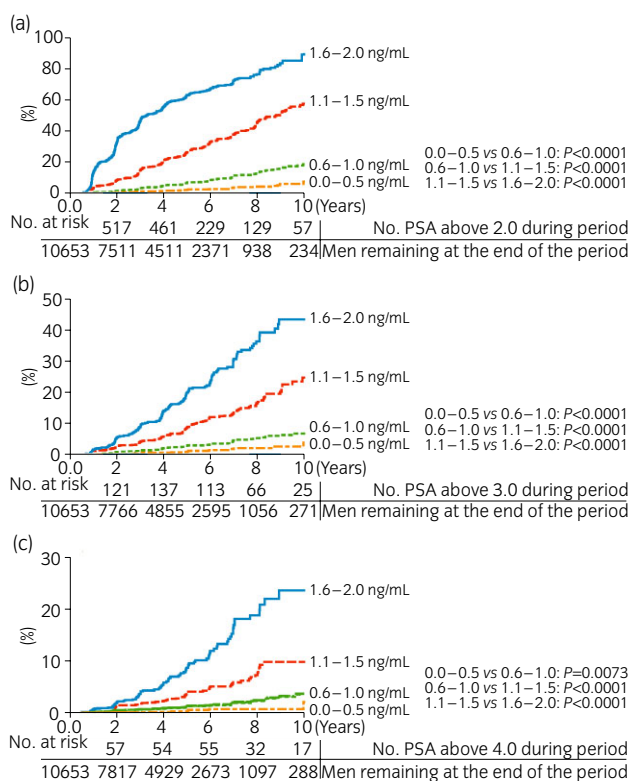 (a)
100
80
60
40
20
0
(%)
1.6–2.0 ng/mL
1.1–1.5 ng/mL
0.6–1.0 ng/mL
0.0–0.5 ng/mL
0.0–0.5 vs 0.6–1.0: P<0.0001
0.6–1.0 vs 1.1–1.5: P<0.0001
1.1–1.5 vs 1.6–2.0: P<0.0001
0.0 2 4 6 8 10 (Years)
No. at risk 517 461 229 129 57 No. PSA above 2.0 during period
10653 7511 4511 2371 938 234 Men remaining at the end of the period
(b)
50
40
30
20
10
0
(%)
1.6–2.0 ng/mL
1.1–1.5 ng/mL
0.6–1.0 ng/mL
0.0–0.5 ng/mL
0.0–0.5 vs 0.6–1.0: P<0.0001
0.6–1.0 vs 1.1–1.5: P<0.0001
1.1–1.5 vs 1.6–2.0: P<0.0001
0.0 2 4 6 8 10 (Years)
No. at risk 121 137 113 66 25 No. PSA above 3.0 during period
10653 7766 4855 2595 1056 271 Men remaining at the end of the period
(c)
30
20
10
0
(%)
1.6–2.0 ng/mL
1.1–1.5 ng/mL
0.6–1.0 ng/mL
0.0–0.5 ng/mL
0.0–0.5 vs 0.6–1.0: P=0.0073
0.6–1.0 vs 1.1–1.5: P<0.0001
1.1–1.5 vs 1.6–2.0: P<0.0001
0.0 2 4 6 8 10 (Years)
No. at risk 57 54 55 32 17 No. PSA above 4.0 during period
10653 7817 4929 2673 1097 288 Men remaining at the end of the period